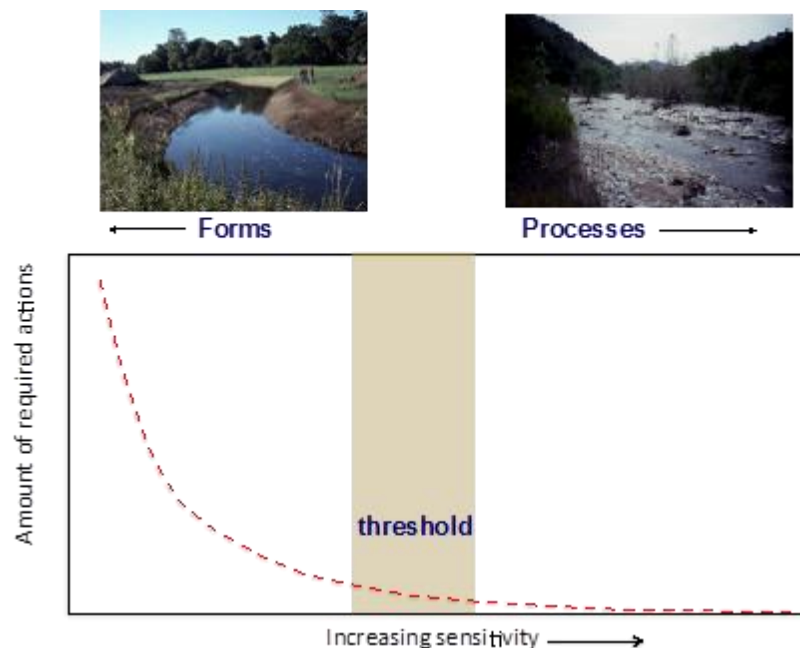 Forms
Processes
Amount of required actions
threshold
Increasing sensitivity